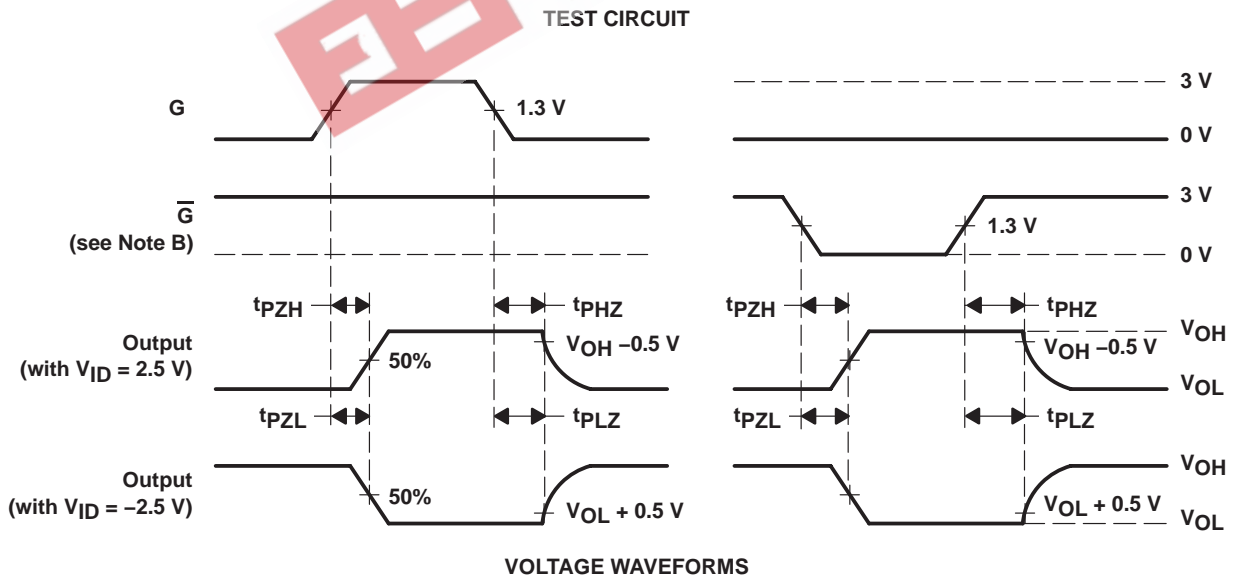 TEST CIRCUIT
G
1.3 V
3 V
0 V
G
(see Note B)
1.3 V
3 V
0 V
tPZH
tPHZ
tPZH
tPHZ
Output
(with VID = 2.5 V)
50%
VOH –0.5 V
VOH –0.5 V
VOH
VOL
tPZL
tPLZ
tPZL
tPLZ
Output
(with VID = –2.5 V)
50%
VOL + 0.5 V
VOL + 0.5 V
VOH
VOL
VOLTAGE WAVEFORMS